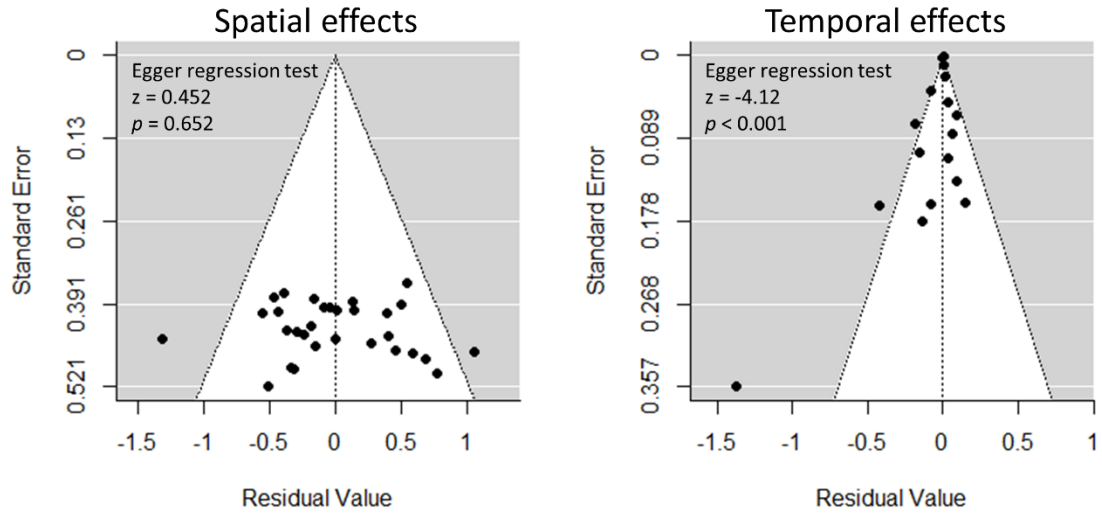 Spatial effects
Egger regression test
z = 0.452
p = 0.652
Standard Error
0
0.13
0.261
0.391
0.521
-1.5
-1
-0.5
0
0.5
1
Residual Value
Temporal effects
Egger regression test
z = -4.12
p < 0.001
Standard Error
0
0.089
0.178
0.268
0.357
-1.5
-1
-0.5
0
0.5
1
Residual Value